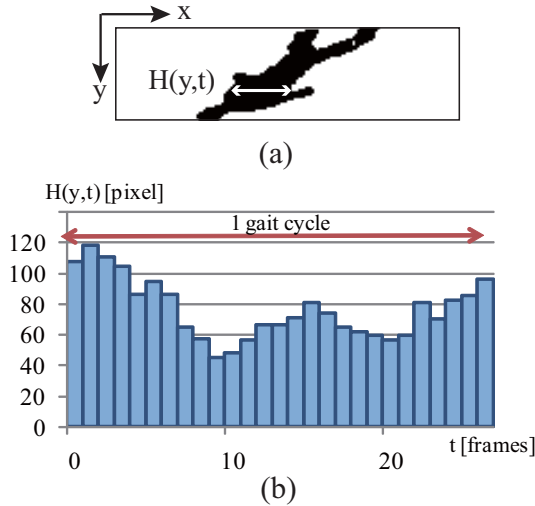 x
y
H(y,t)
(a)
H(y,t) [pixel]
1 gait cycle
120
100
80
60
40
20
0
0 10 20
t [frames]
(b)